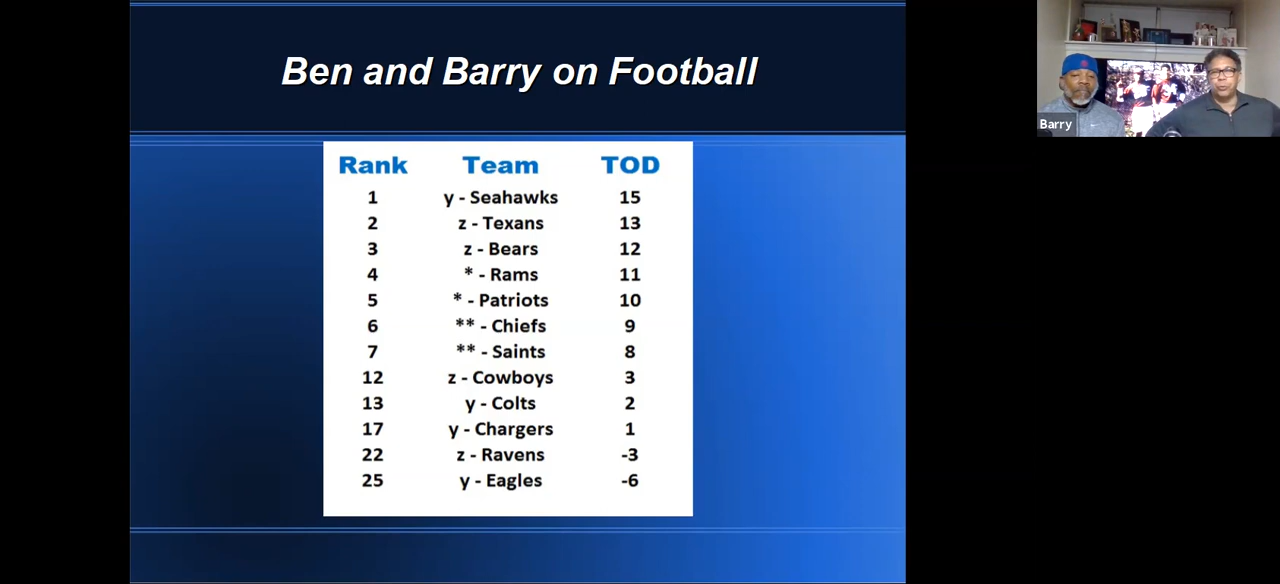 Ben and Barry on Football
Rank Team TOD
1 y - Seahawks 15
2 z - Texans 13
3 z - Bears 12
4 * - Rams 11
5 * - Patriots 10
6 ** - Chiefs 9
7 ** - Saints 8
12 z - Cowboys 3
13 y - Colts 2
17 y - Chargers 1
22 z - Ravens -3
25 y - Eagles -6
Barry